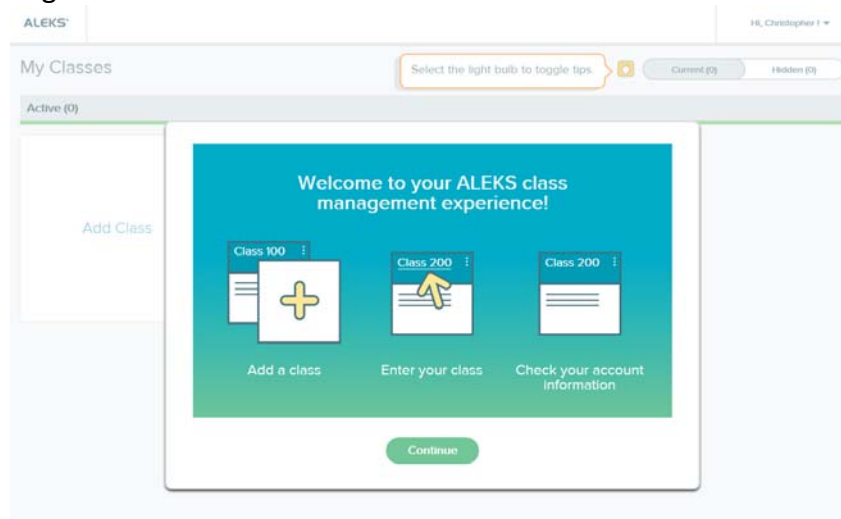 ALEKS®
Hi, Christopher !
My Classes
Select the light bulb to toggle tips.
Current (0)
Hidden (0)
Active (0)
Add Class
Welcome to your ALEKS class
management experience!
Class 100
Class 200
Class 200
Add a class
Enter your class
Check your account
information
Continue